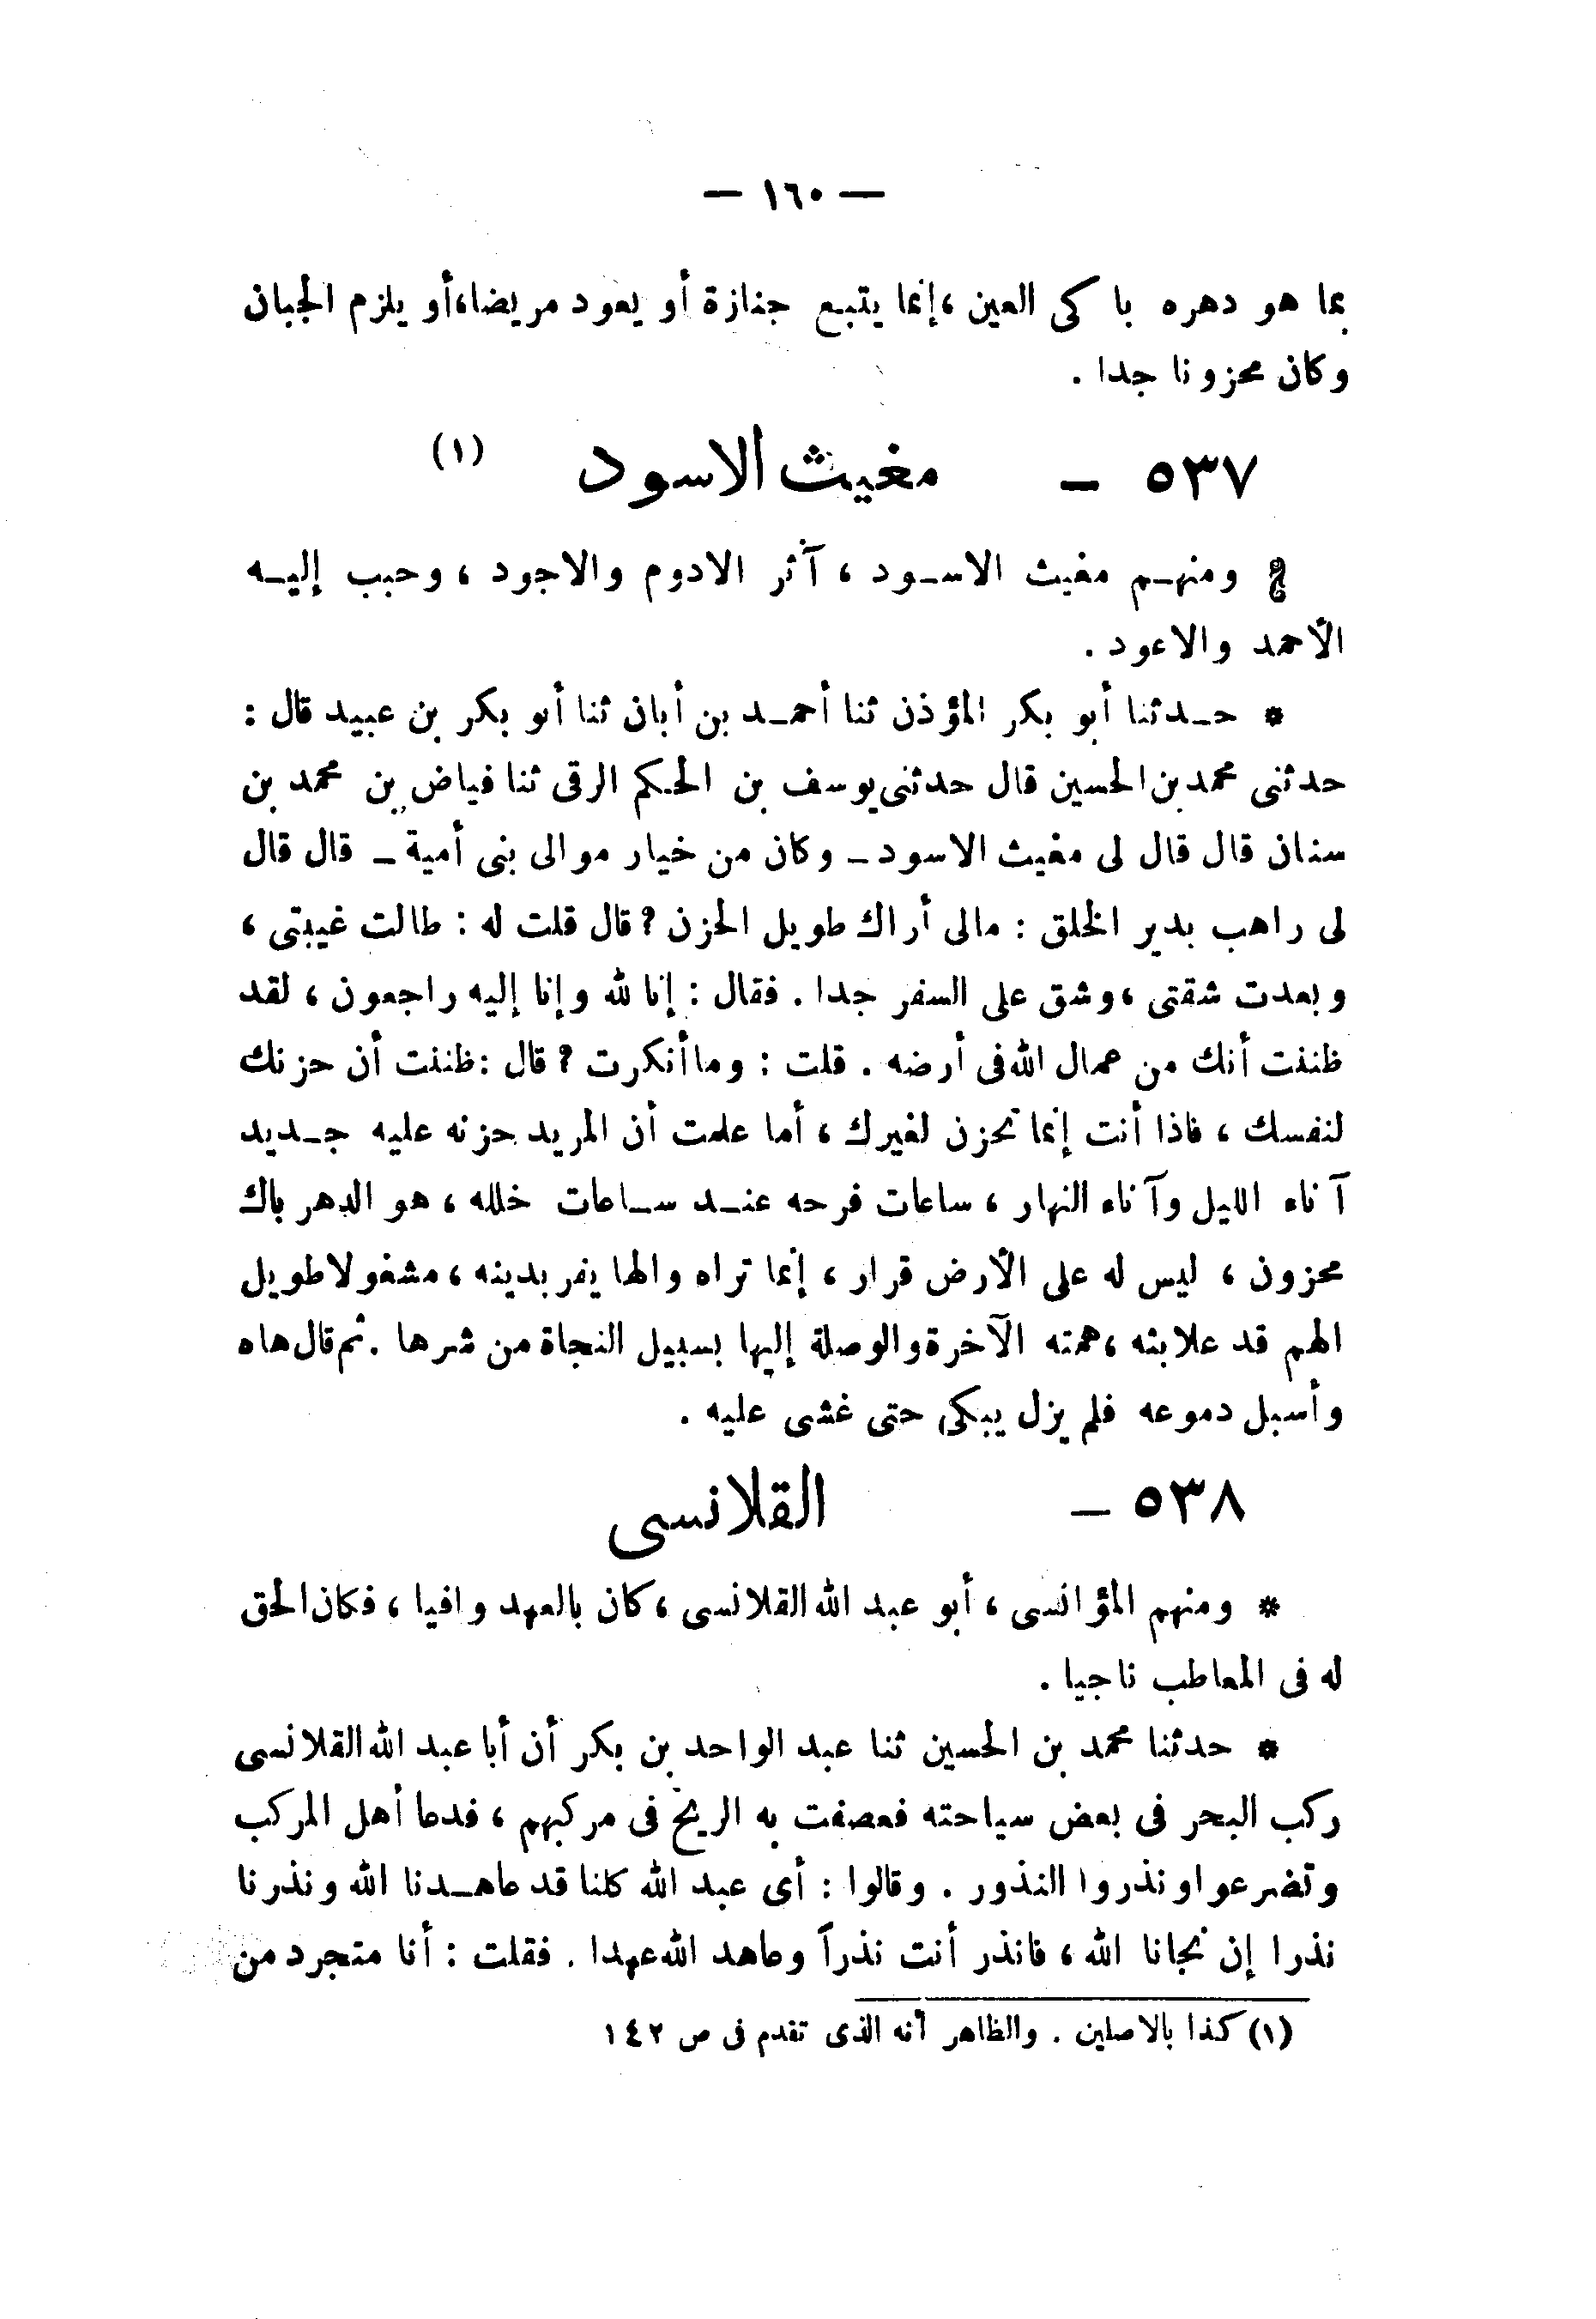 — ١٦٠ —
بما هو دهره باكى العين ، إنما يتبع جنازة أو يعود مريضا ، أو يلزم الجبان
وكان محزونا جدا .
٥٣٧ - مغيث الاسود (١)
ومنهم مغيث الاسود ، آثر الادوم والاجود ، وحبب إليه
الأحمد والاعود .
* حدثنا أبو بكر المؤذن ثنا أحمد بن أبان ثنا أبو بكر بن عبيد قال :
حدثنى محمد بن الحسين قال حدثنى يوسف بن الحكم الرقى ثنا فياض بن محمد بن
سنان قال قال لى مغيث الاسود - وكان من خيار موالى بنى أمية - قال قال
لى راهب بدير الخلق : مالى أراك طويل الحزن ؟ قال قلت له : طالت غيبتى ،
وبعدت شقتى ، وشق على السفر جدا . فقال : إنا لله وإنا إليه راجعون ، لقد
ظننت أنك من عمال الله فى أرضه . قلت : وما أنكرت ؟ قال : ظننت أن حزنك
لنفسك ، فاذا أنت إنما تحزن لغيرك ، أما علمت أن المريد حزنه عليه جديد
آناء الليل وآناء النهار ، ساعات فرحه عند ساعات خلله ، هو الدهر باك
محزون ، ليس له على الأرض قرار ، إنما تراه والها يفر بدينه ، مشغولا طويل
الهم قد علا بثه ، همته الآخرة والوصلة إليها بسبيل النجاة من شرها . ثم قال هاه
وأسبل دموعه فلم يزل يبكى حتى غشى عليه .
٥٣٨ - القلانسى
* ومنهم المؤانسى ، أبو عبد الله القلانسى ، كان بالعهد وافيا ، فكان الحق
له فى المعاطب ناجيا .
* حدثنا محمد بن الحسين ثنا عبد الواحد بن بكر أن أبا عبد الله القلانسى
ركب البحر فى بعض سياحته فعصفت به الريح فى مركبهم ، فدعا أهل المركب
وتضرعوا ونذروا النذور . وقالوا : أى عبد الله كلنا قد عاهدنا الله ونذرنا
نذرا إن نجانا الله ، فانذر أنت نذراً وعاهد الله عهدا . فقلت : أنا متجرد من
(١) كذا بالاصلين . والظاهر أنه الذى تقدم فى ص ١٤٢